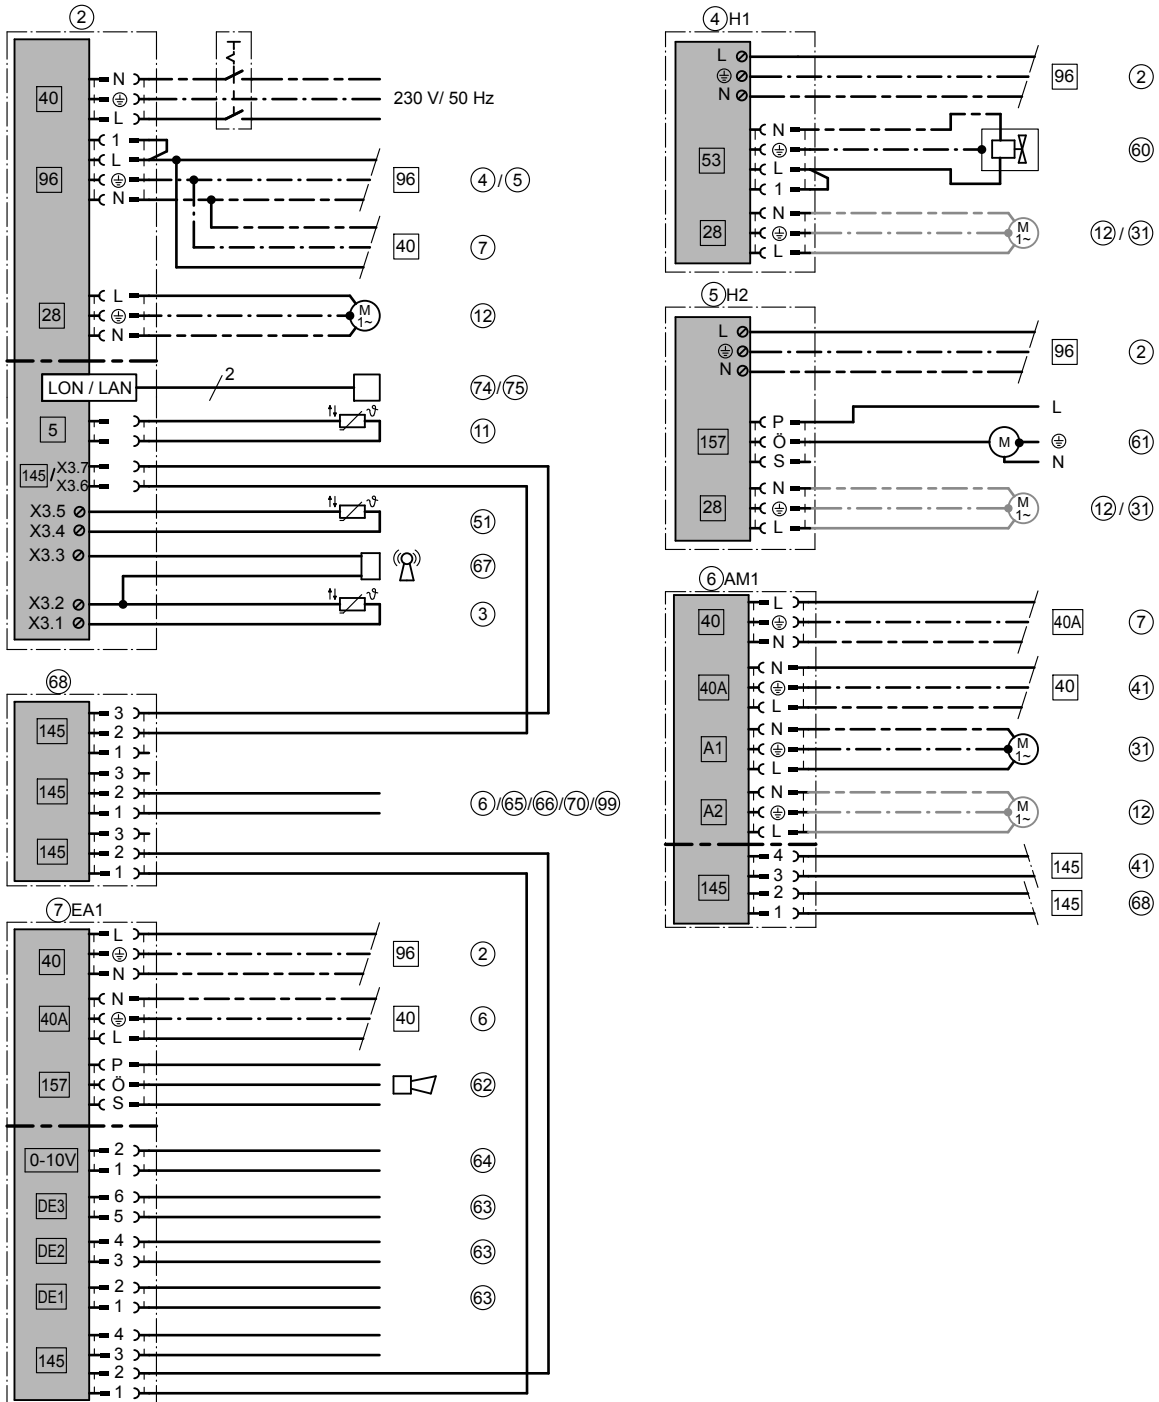 2
40
N
L
230 V/ 50 Hz
1
96
L
N
96
4 / 5
40
7
28
L
N
M
1~
12
LON / LAN
2
74 / 75
5
ϑ
11
145 / X3.7
X3.6
X3.5
X3.4
ϑ
51
X3.3
67
X3.2
X3.1
ϑ
3
68
145
3
2
1
145
3
2
1
6 / 65 / 66 / 70 / 99
145
3
2
1
7 EA1
40
L
N
96
2
40A
N
L
40
6
157
P
Ö
S
62
0-10V
2
1
64
DE3
6
5
63
DE2
4
3
63
DE1
2
1
63
145
4
3
2
1
4 H1
L
N
96
2
53
N
L
1
60
28
N
L
M
1~
12 / 31
5 H2
L
N
96
2
157
P
Ö
S
M
L
N
61
28
N
L
M
1~
12 / 31
6 AM1
40
L
N
40A
7
40A
N
L
40
41
A1
N
L
M
1~
31
A2
N
L
M
1~
12
145
4
3
2
1
145
41
145
68